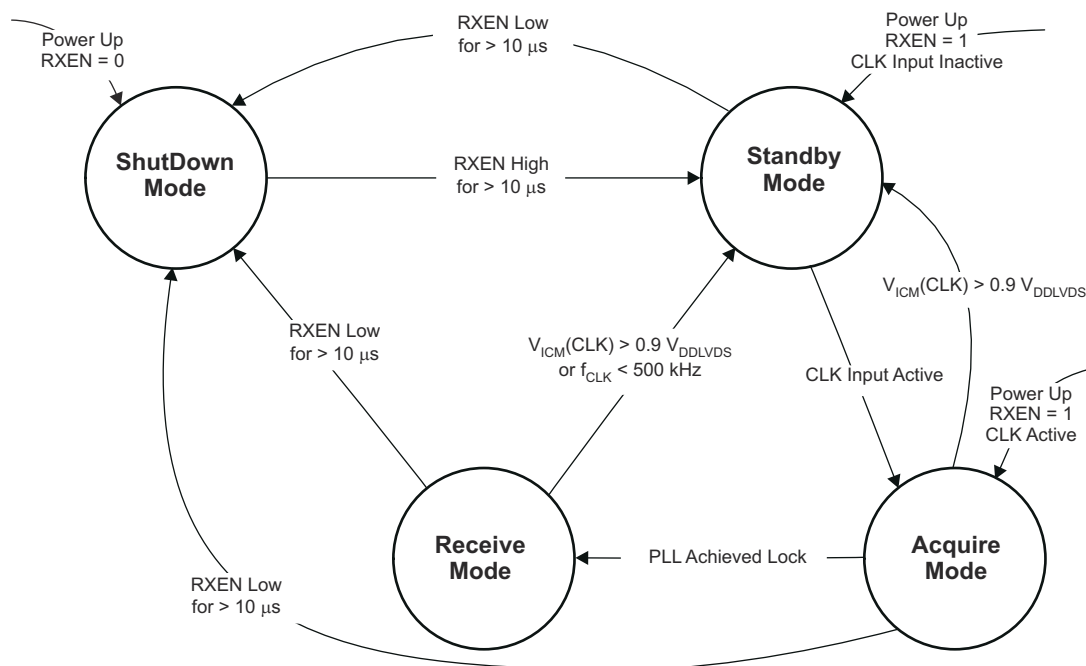 Power Up
RXEN = 0
RXEN Low
for > 10 μs
Power Up
RXEN = 1
CLK Input Inactive
ShutDown
Mode
RXEN High
for > 10 μs
Standby
Mode
RXEN Low
for > 10 μs
VICM(CLK) > 0.9 VDDLVDS
or fCLK < 500 kHz
VICM(CLK) > 0.9 VDDLVDS
CLK Input Active
Power Up
RXEN = 1
CLK Active
Receive
Mode
PLL Achieved Lock
Acquire
Mode
RXEN Low
for > 10 μs